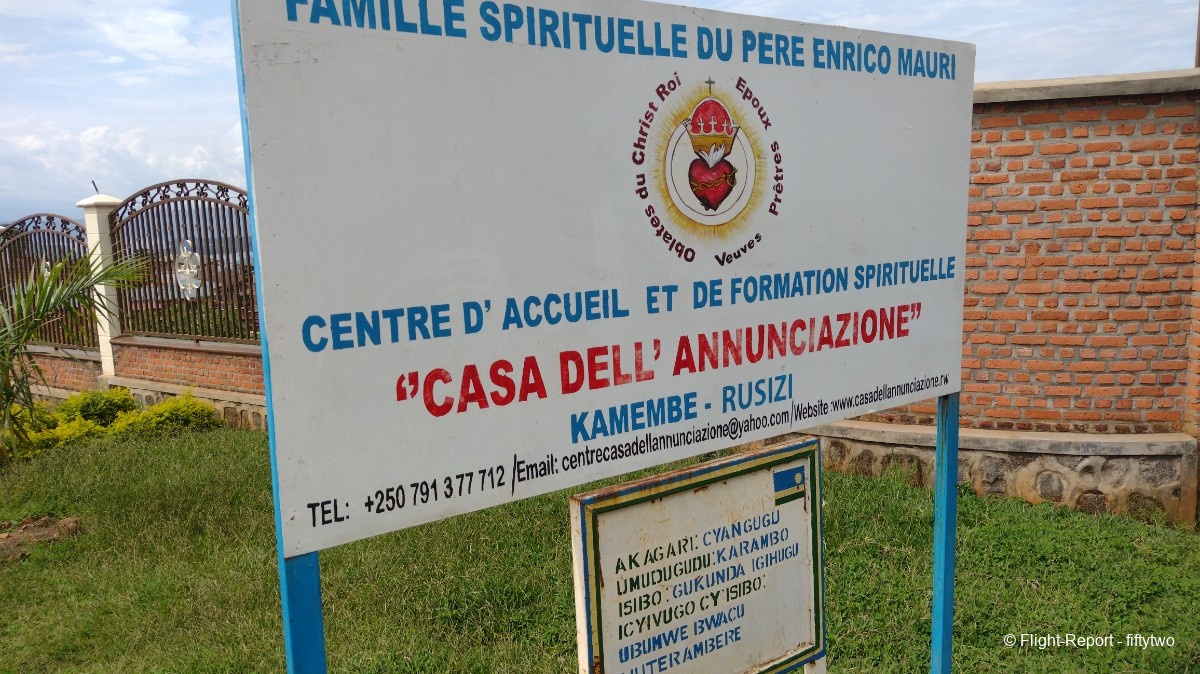 FAMILLE SPIRITUELLE DU PERE ENRICO MAURI
Oblates du Christ Roi
Epoux Prêtres
Veuves
CENTRE D' ACCUEIL ET DE FORMATION SPIRITUELLE
"CASA DELL' ANNUNCIAZIONE"
KAMEMBE - RUSIZI
TEL: +250 791 377 712 /Email: centrecasadellannunciazione@yahoo.com/Website :www.casadellannunciazione.rw
AKAGARI: CYANGUGU
UMUDUGUDU: KARAMBO
ISIBO: GUKUNDA IGIHUGU
ICYIVUGO CY'ISIBO:
UBUMWE BWACU
© Flight-Report - fiftytwo